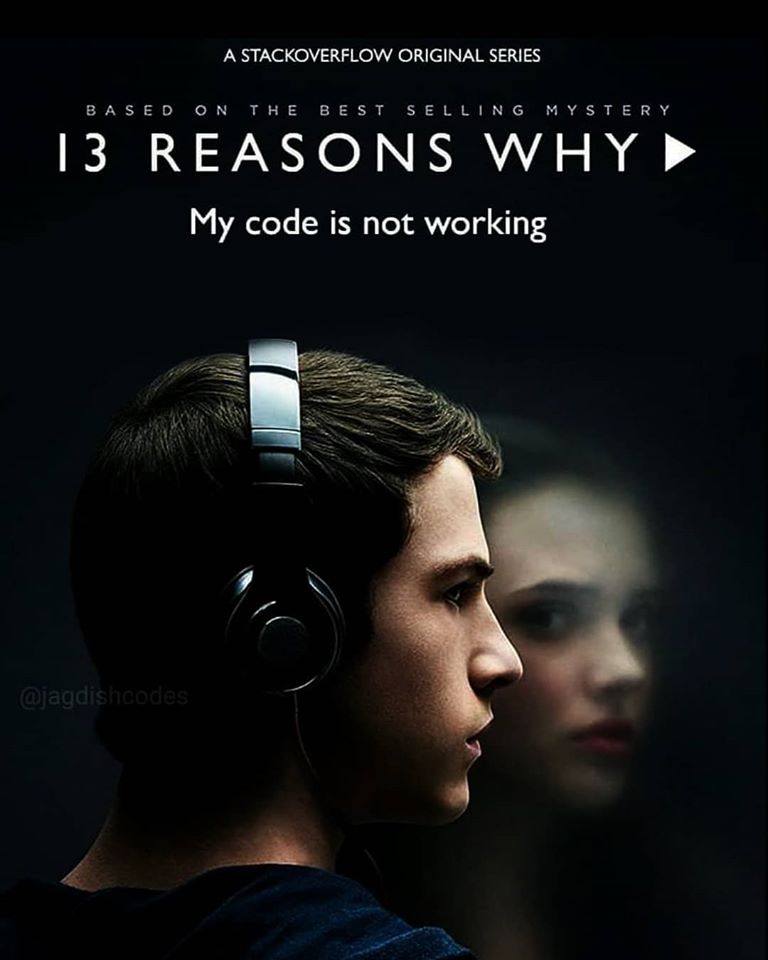 A STACKOVERFLOW ORIGINAL SERIES
BASED ON THE BEST SELLING MYSTERY
13 REASONS WHY
My code is not working
@jagdishcodes